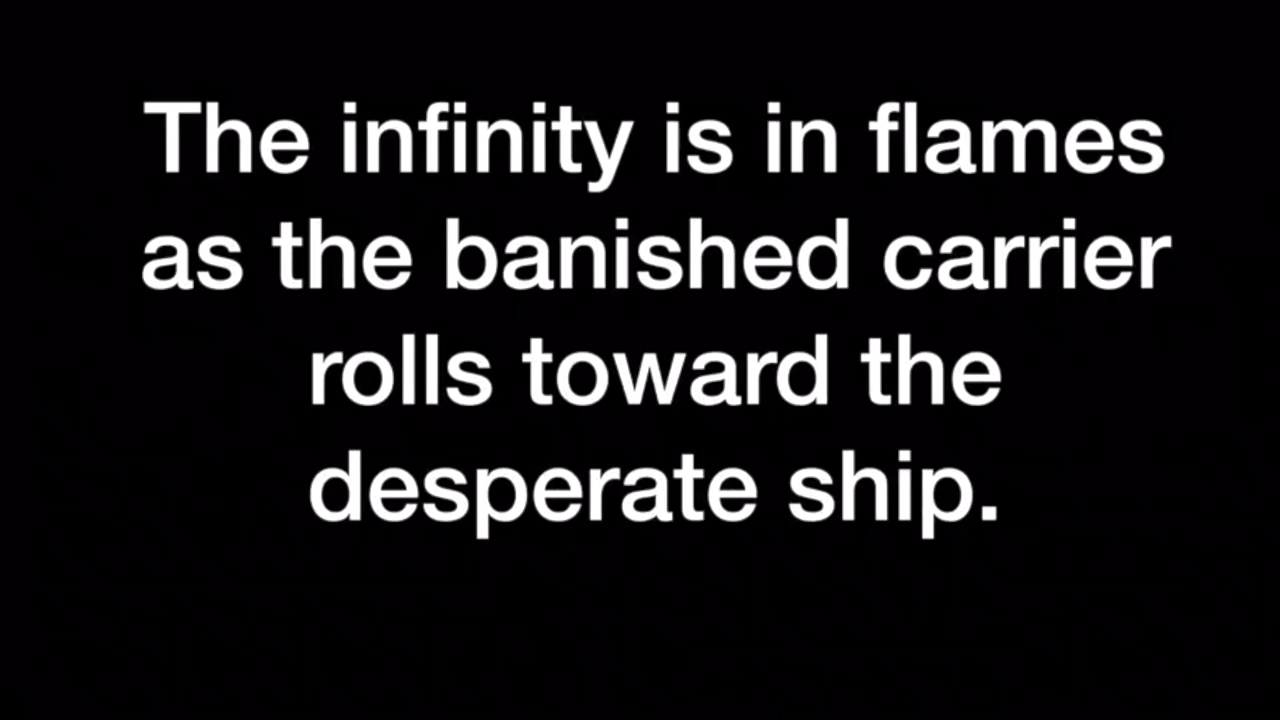 The infinity is in flames
as the banished carrier
rolls toward the
desperate ship.